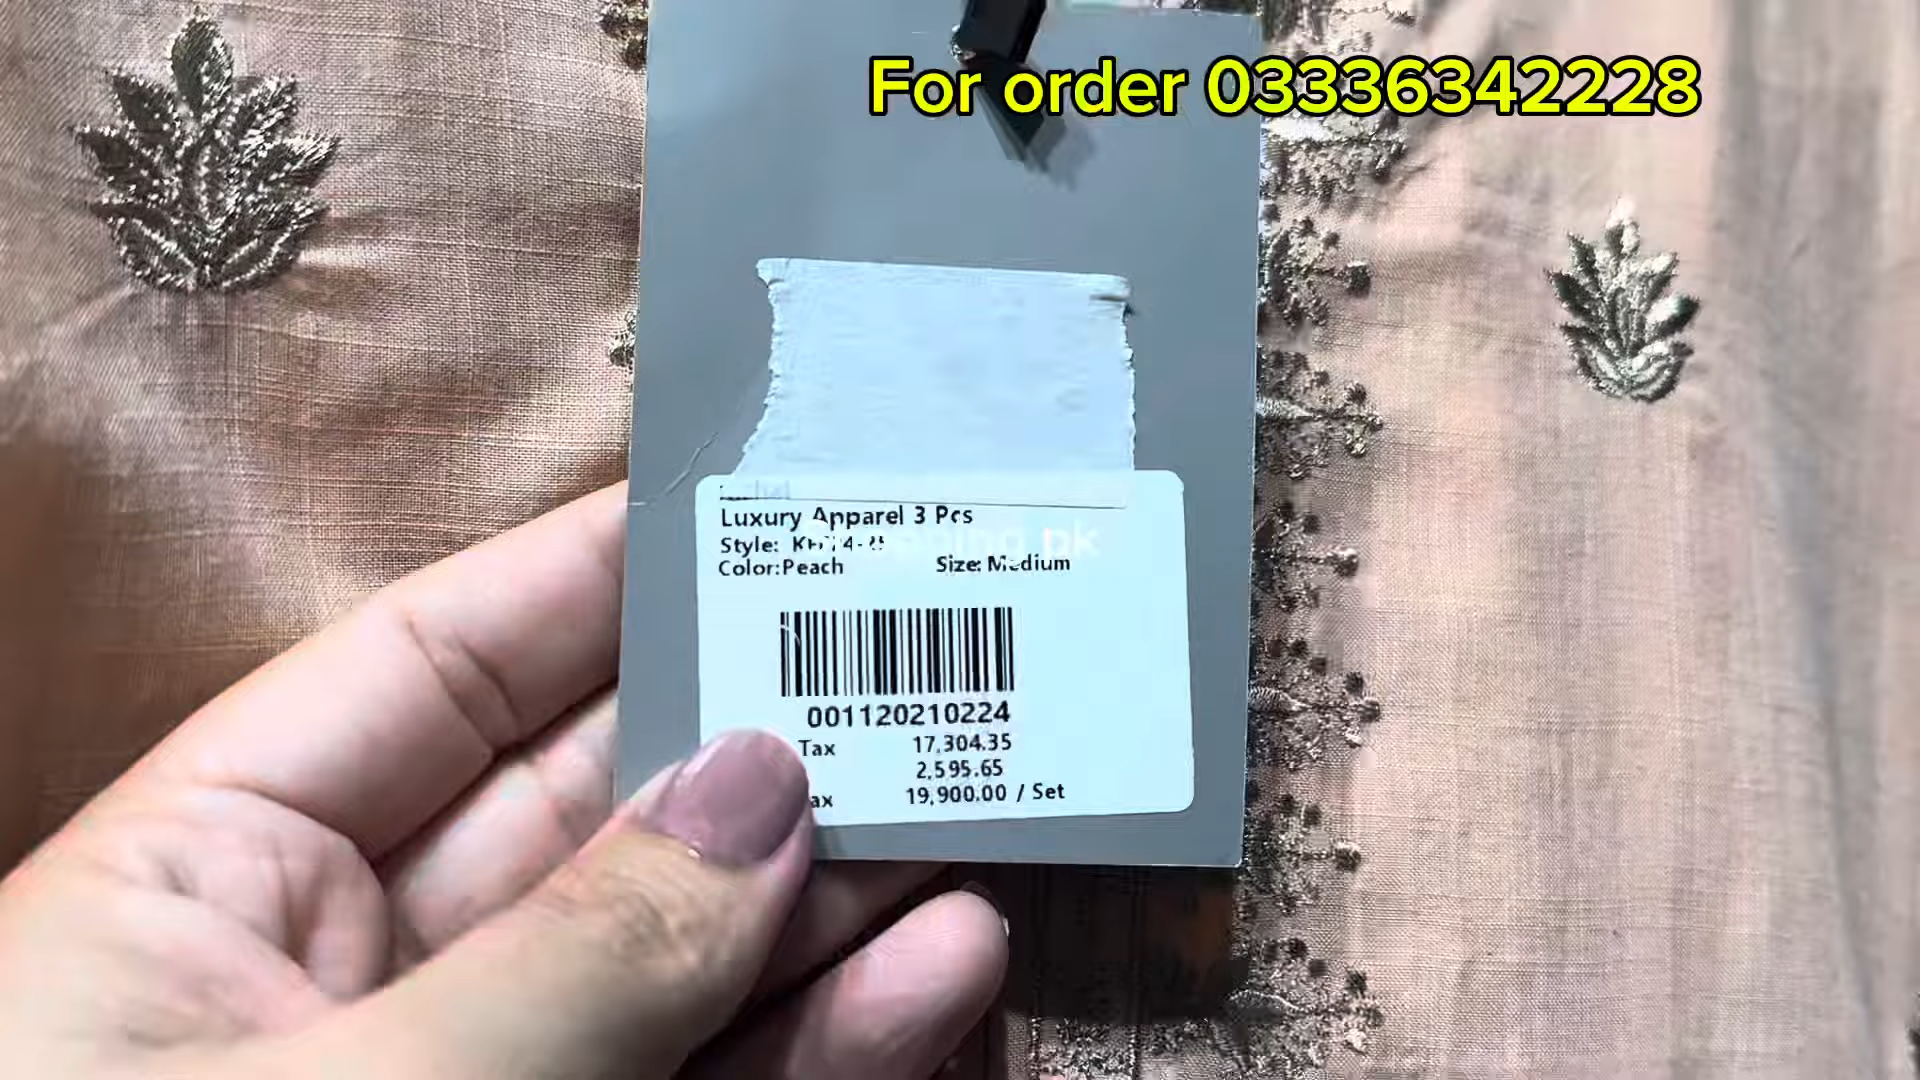 For order 03336342228
Luxury Apparel 3 Pcs
Style:
Color:Peach Size: Medium
pk
001120210224
Tax 17,304.35
2,595.65
19,900.00 / Set